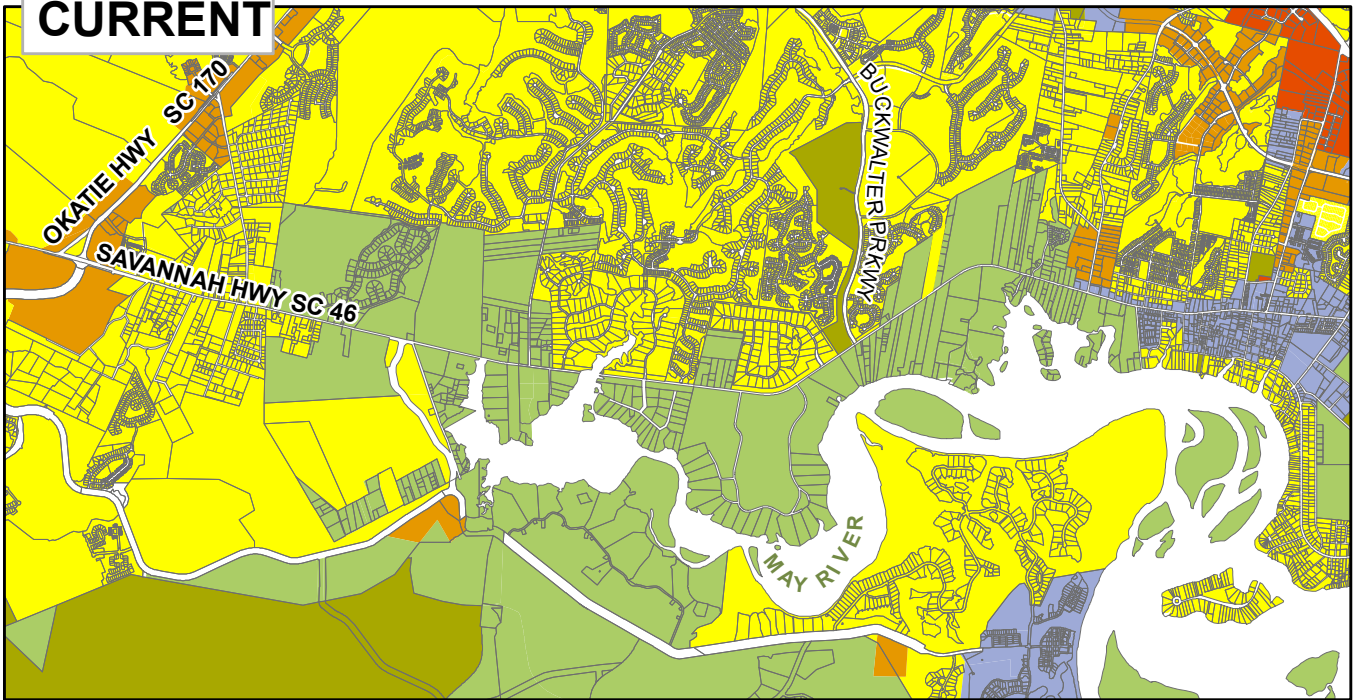 CURRENT
OKATIE HWY SC 170
BUCKWALTER PRKWY
SAVANNAH HWY SC 46
MAY RIVER